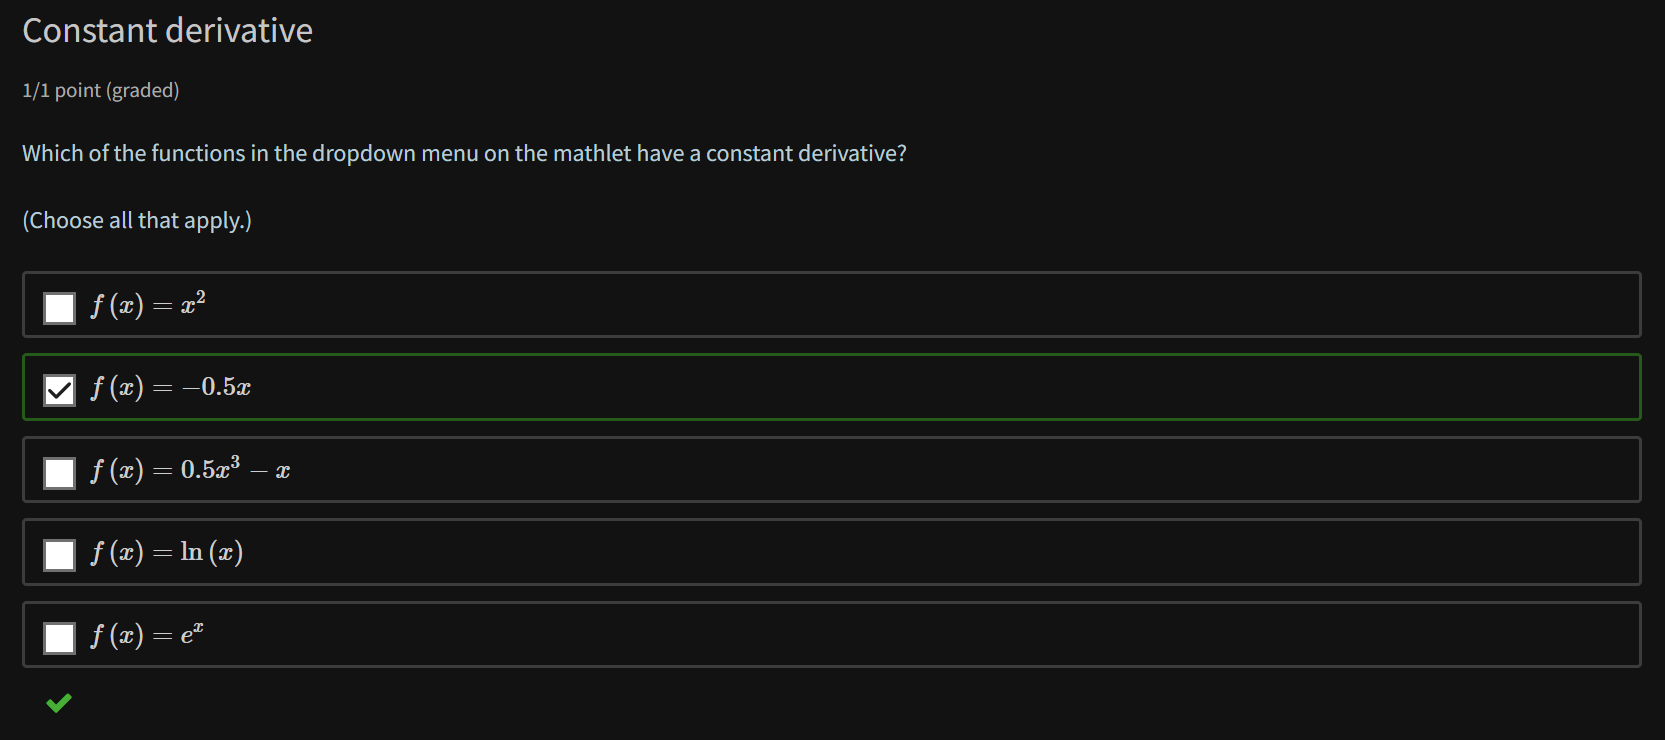 Constant derivative
1/1 point (graded)
Which of the functions in the dropdown menu on the mathlet have a constant derivative?
(Choose all that apply.)
f (x) = x²
f (x) = −0.5x
f (x) = 0.5x³ − x
f (x) = ln (x)
f (x) = eˣ